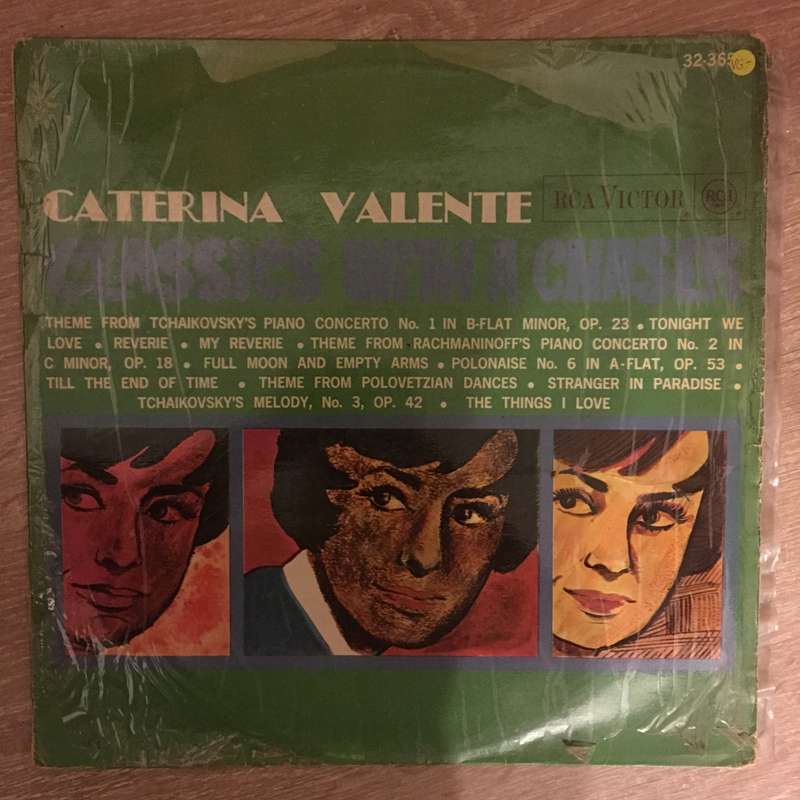 32-365
VG-
CATERINA VALENTE RCA VICTOR RCA
CLASSICS WITH A CHASER
THEME FROM TCHAIKOVSKY'S PIANO CONCERTO No. 1 IN B-FLAT MINOR, OP. 23 • TONIGHT WE
LOVE • REVERIE • MY REVERIE • THEME FROM RACHMANINOFF'S PIANO CONCERTO No. 2 IN
C MINOR, OP. 18 • FULL MOON AND EMPTY ARMS • POLONAISE No. 6 IN A-FLAT, OP. 53 •
TILL THE END OF TIME • THEME FROM POLOVETZIAN DANCES • STRANGER IN PARADISE •
TCHAIKOVSKY'S MELODY, No. 3, OP. 42 • THE THINGS I LOVE